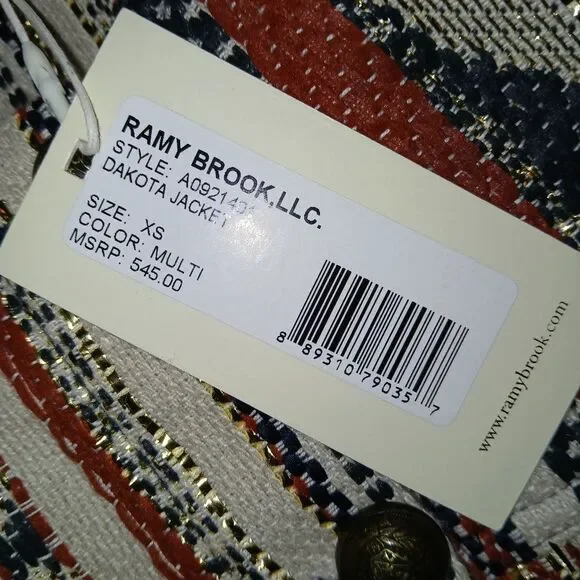 RAMY BROOK,LLC.
STYLE:
DAKOTA JACKET
SIZE: XS
COLOR: MULTI
MSRP: 545.00
8 89310 79035 7
www.ramybrook.com